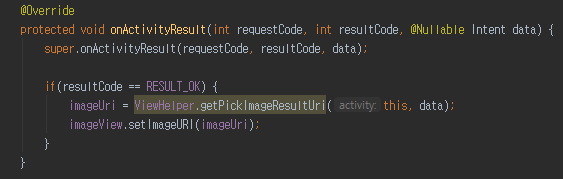 @Override
protected void onActivityResult(int requestCode, int resultCode, @Nullable Intent data) {
super.onActivityResult(requestCode, resultCode, data);
if(resultCode == RESULT_OK) {
imageUri = ViewHelper.getPickImageResultUri( activity: this, data);
imageView.setImageURI(imageUri);
}
}